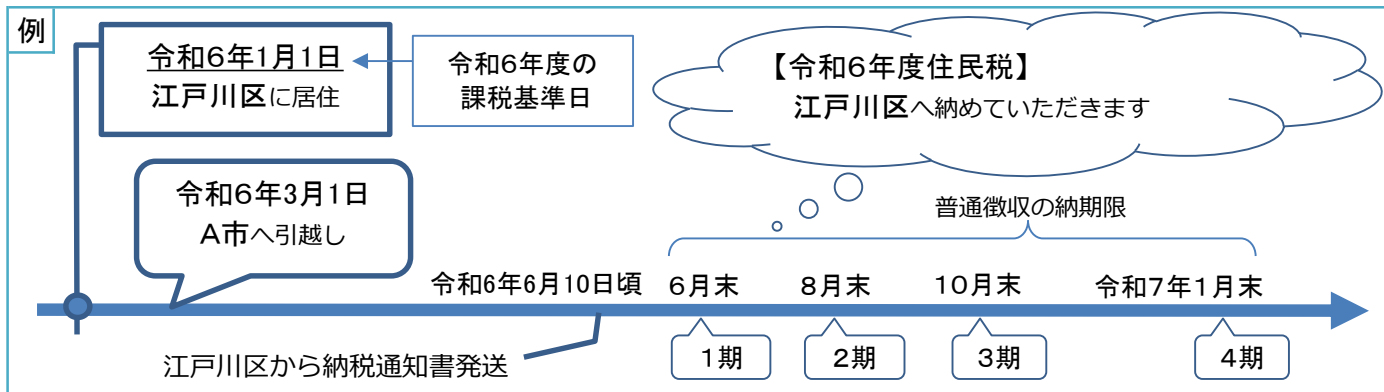 例
令和6年1月1日
江戸川区に居住
令和6年度の
課税基準日
【令和6年度住民税】
江戸川区へ納めていただきます
令和6年3月1日
A市へ引越し
普通徴収の納期限
令和6年6月10日頃
6月末
8月末
10月末
令和7年1月末
1期
2期
3期
4期
江戸川区から納税通知書発送